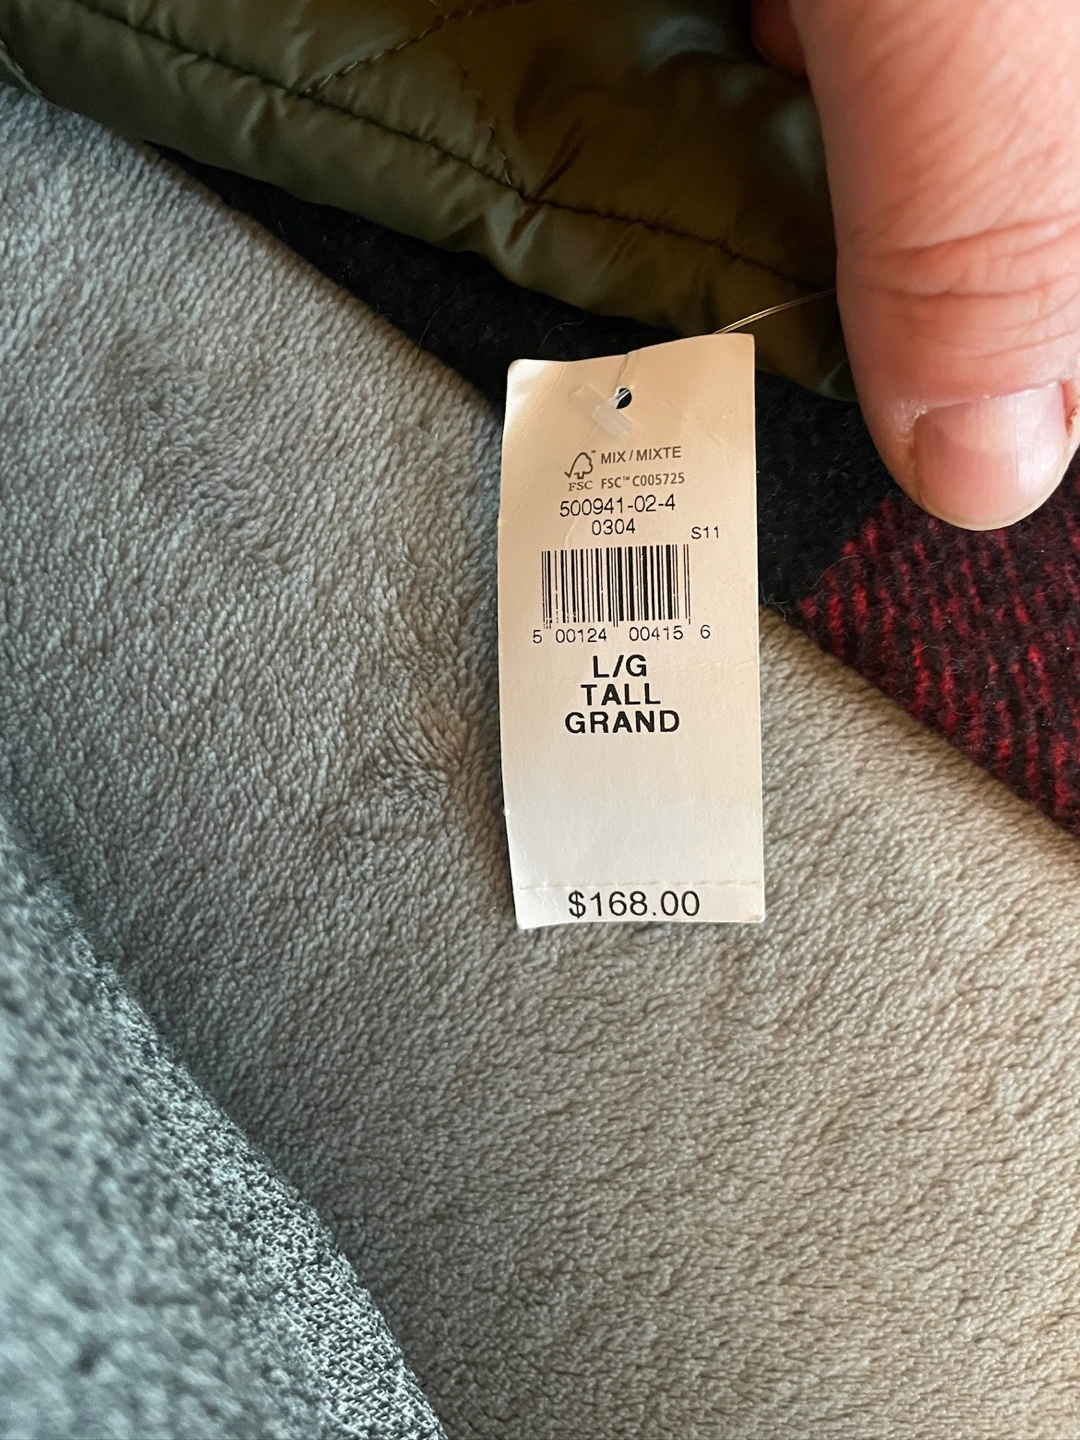 MIX / MIXTE
FSC FSC™ C005725
500941-02-4
0304
S11
5 00124 00415 6
L/G
TALL
GRAND
$168.00